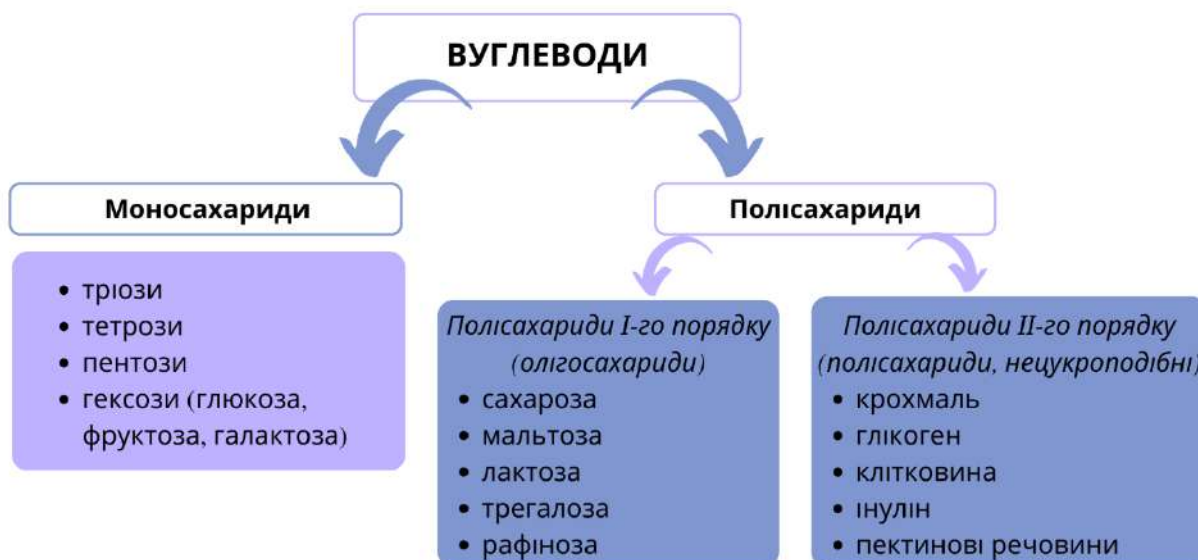 ВУГЛЕВОДИ
Моносахариди
• тріози
• тетрози
• пентози
• гексози (глюкоза,
фруктоза, галактоза)
Полісахариди
Полісахариди І-го порядку
(олігосахариди)
• сахароза
• мальтоза
• лактоза
• трегалоза
• рафіноза
Полісахариди ІІ-го порядку
(полісахариди, нецукроподібні)
• крохмаль
• глікоген
• клітковина
• інулін
• пектинові речовини